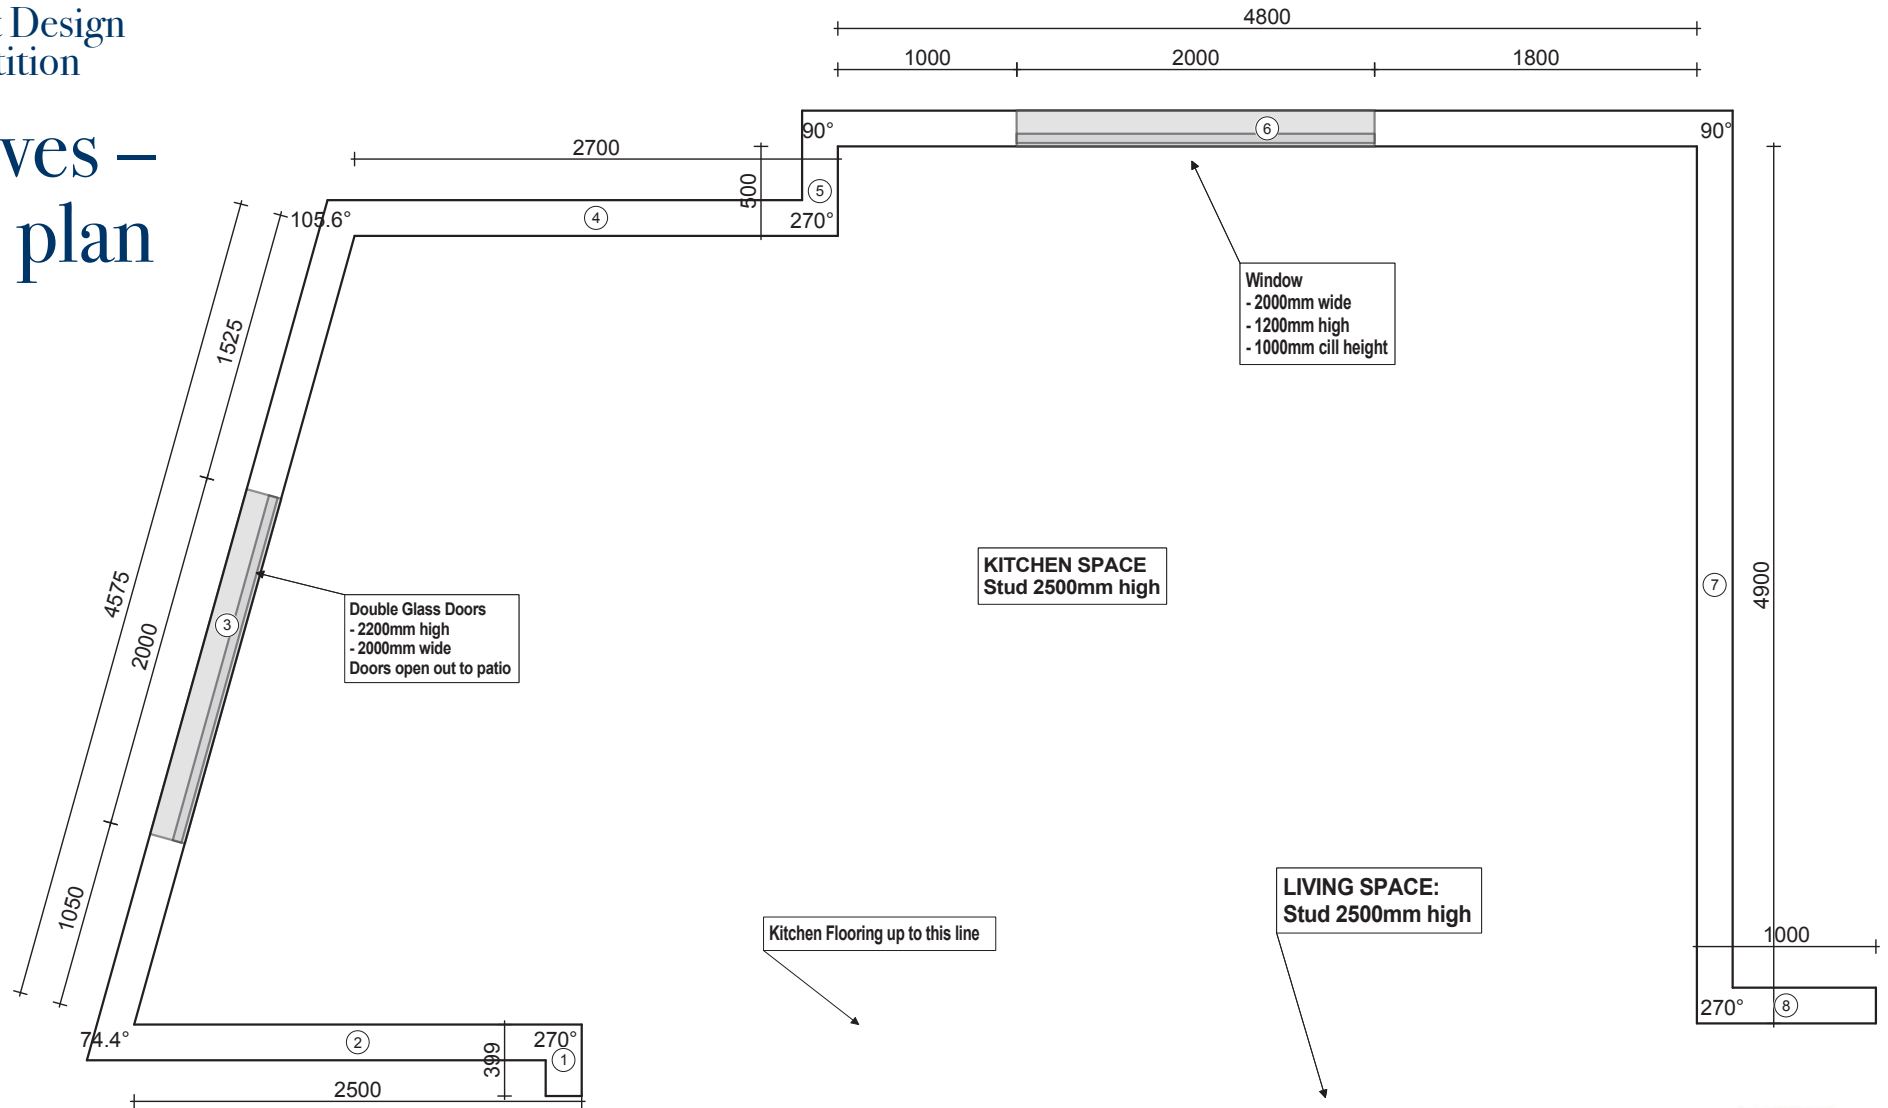 Design
tition
ves –
plan
4800
1000
2000
1800
90°
6
90°
2700
500
5
105.6°
4
270°
Window
- 2000mm wide
- 1200mm high
- 1000mm cill height
1525
4575
2000
1050
3
Double Glass Doors
- 2200mm high
- 2000mm wide
Doors open out to patio
KITCHEN SPACE
Stud 2500mm high
7
4900
LIVING SPACE:
Stud 2500mm high
Kitchen Flooring up to this line
1000
270°
8
74.4°
2
399
270°
1
2500